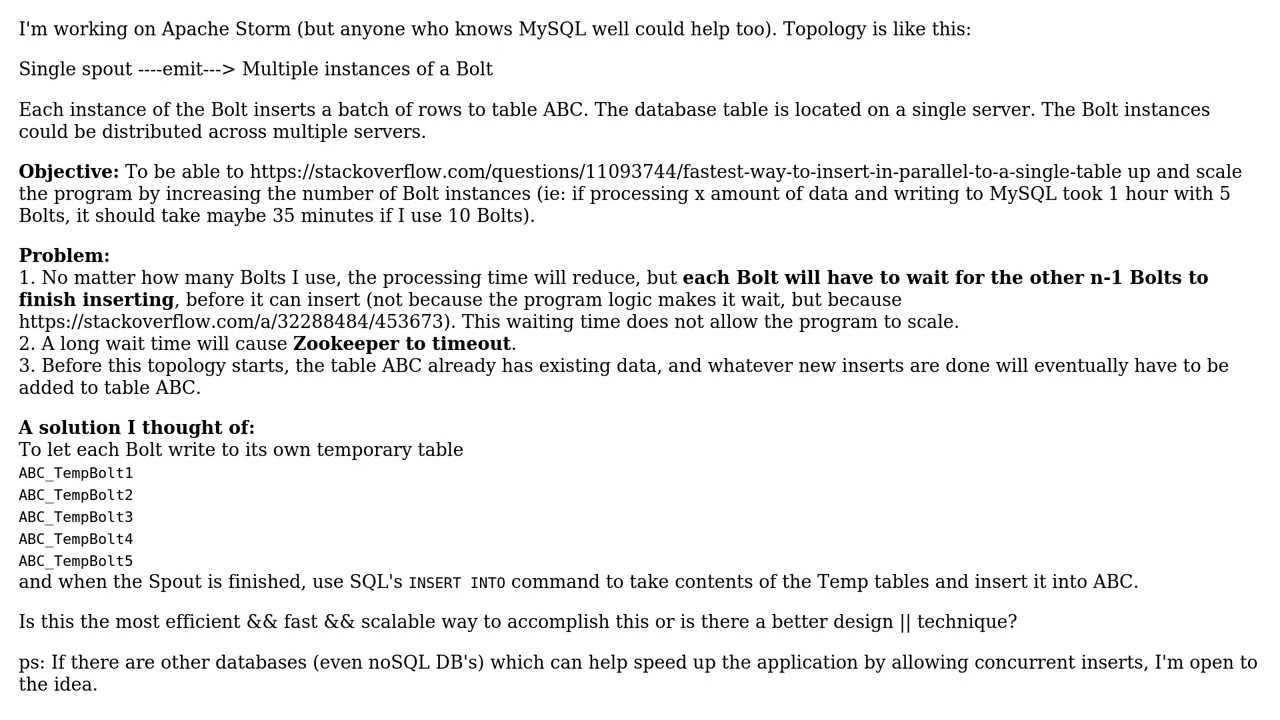 I'm working on Apache Storm (but anyone who knows MySQL well could help too). Topology is like this:
Single spout ----emit---> Multiple instances of a Bolt
Each instance of the Bolt inserts a batch of rows to table ABC. The database table is located on a single server. The Bolt instances
could be distributed across multiple servers.
Objective: To be able to https://stackoverflow.com/questions/11093744/fastest-way-to-insert-in-parallel-to-a-single-table up and scale
the program by increasing the number of Bolt instances (ie: if processing x amount of data and writing to MySQL took 1 hour with 5
Bolts, it should take maybe 35 minutes if I use 10 Bolts).
Problem:
1. No matter how many Bolts I use, the processing time will reduce, but each Bolt will have to wait for the other n-1 Bolts to
finish inserting, before it can insert (not because the program logic makes it wait, but because
https://stackoverflow.com/a/32288484/453673). This waiting time does not allow the program to scale.
2. A long wait time will cause Zookeeper to timeout.
3. Before this topology starts, the table ABC already has existing data, and whatever new inserts are done will eventually have to be
added to table ABC.
A solution I thought of:
To let each Bolt write to its own temporary table
ABC_TempBolt1
ABC_TempBolt2
ABC_TempBolt3
ABC_TempBolt4
ABC_TempBolt5
and when the Spout is finished, use SQL's INSERT INTO command to take contents of the Temp tables and insert it into ABC.
Is this the most efficient && fast && scalable way to accomplish this or is there a better design || technique?
ps: If there are other databases (even noSQL DB's) which can help speed up the application by allowing concurrent inserts, I'm open to
the idea.